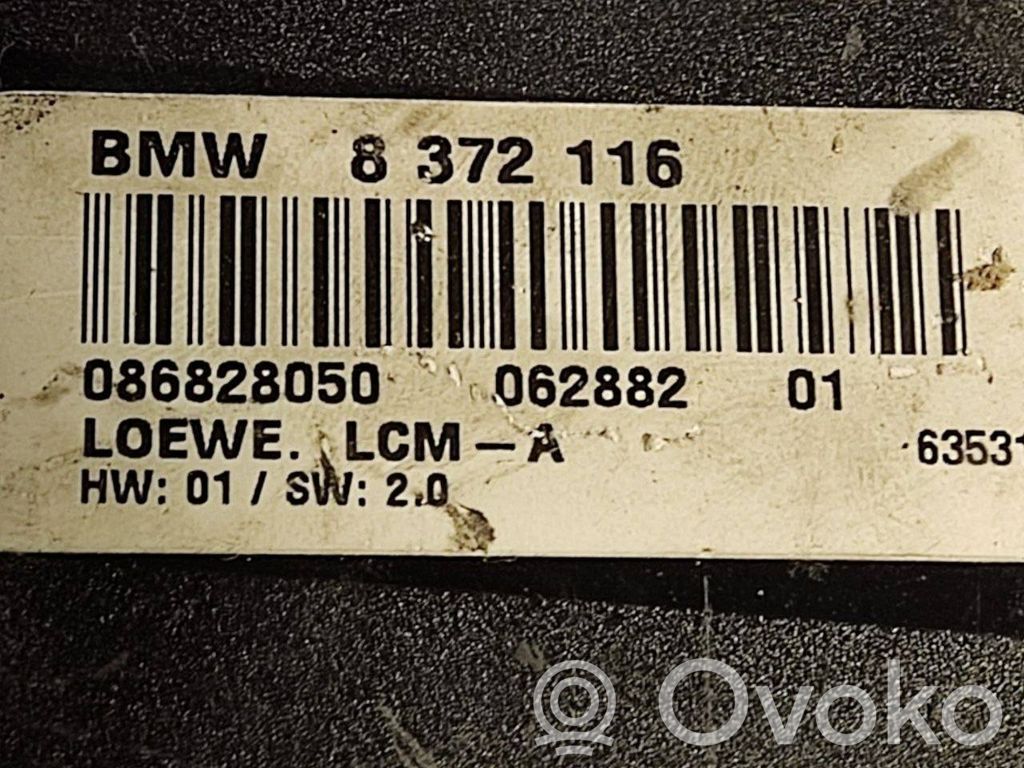 BMW 8 372 116
086828050 062882 01
LOEWE. LCM-A 63531
HW: 01 / SW: 2.0
Ovoko